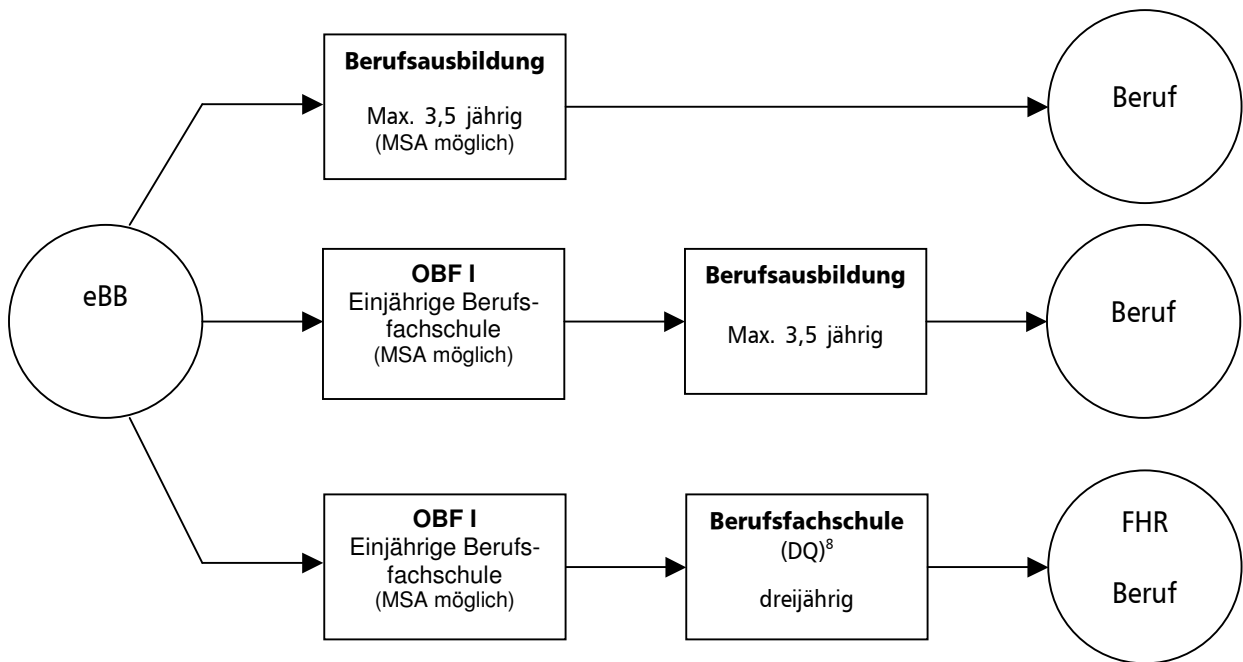 Berufsausbildung
Max. 3,5 jährig
(MSA möglich)
Beruf
eBB
OBF I
Einjährige Berufs-
fachschule
(MSA möglich)
Berufsausbildung
Max. 3,5 jährig
Beruf
OBF I
Einjährige Berufs-
fachschule
(MSA möglich)
Berufsfachschule
(DQ)⁸
dreijährig
FHR
Beruf